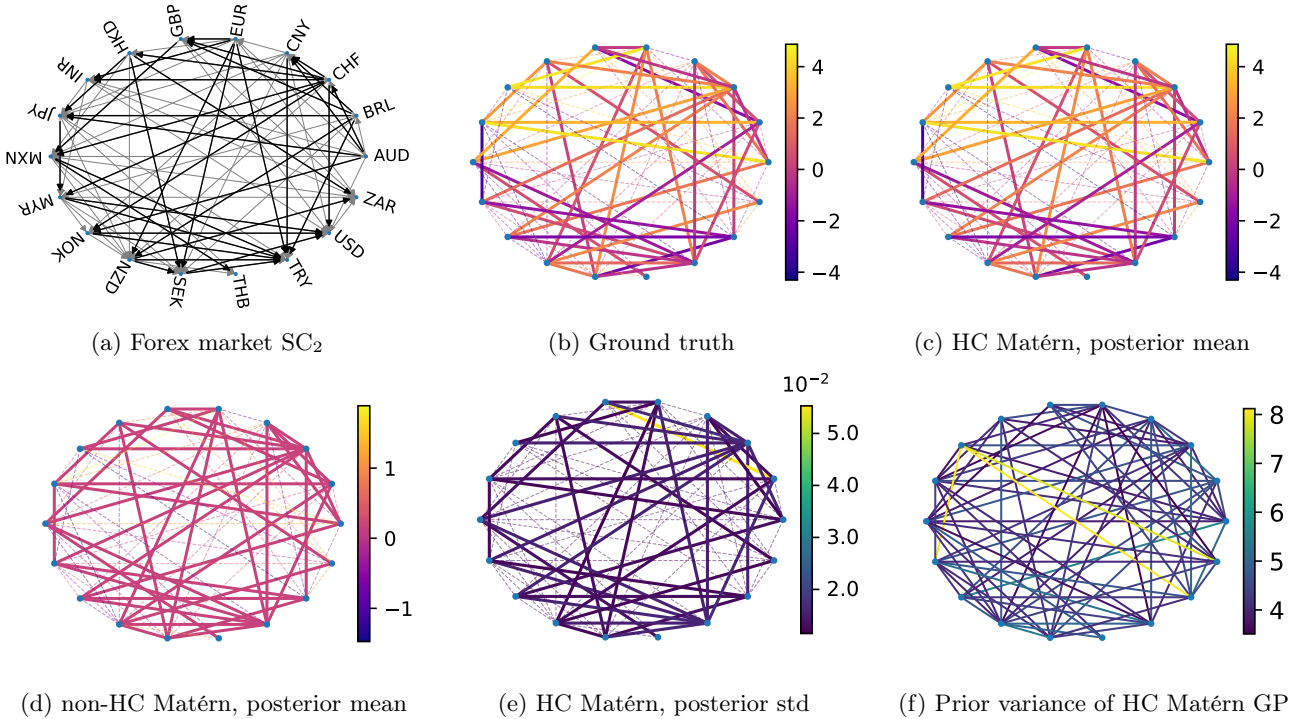 GBP
EUR
HKD
CNY
INR
CHF
JPY
BRL
MXN
AUD
MYR
ZAR
NOK
USD
NZD
SEK
THB
TRY
4
2
0
−2
−4
4
2
0
−2
−4
(a) Forex market SC₂
(b) Ground truth
(c) HC Matérn, posterior mean
1
0
−1
10⁻²
5.0
4.0
3.0
2.0
8
7
6
5
4
(d) non-HC Matérn, posterior mean
(e) HC Matérn, posterior std
(f) Prior variance of HC Matérn GP